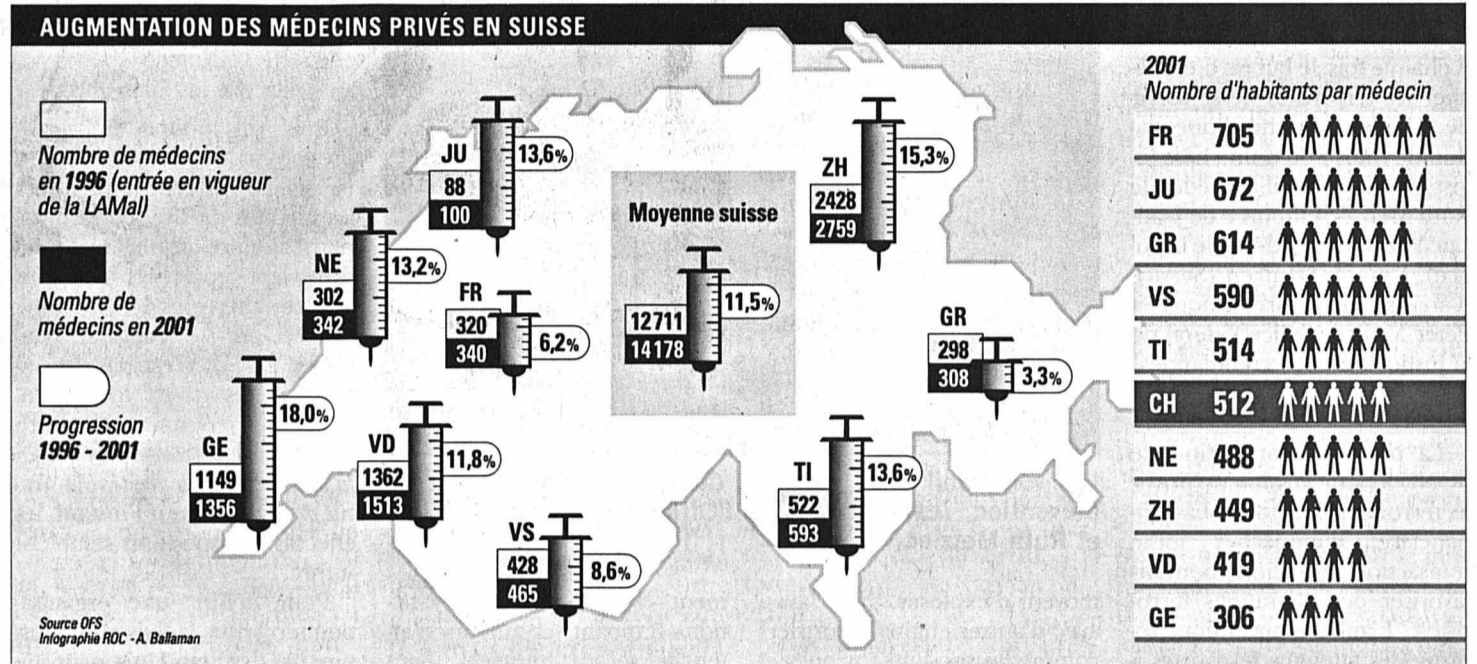 AUGMENTATION DES MÉDECINS PRIVÉS EN SUISSE
Nombre de médecins
en 1996 (entrée en vigueur
de la LAMal)
Nombre de
médecins en 2001
Progression
1996 - 2001
JU
88
100
13,6%
NE
302
342
13,2%
FR
320
340
6,2%
GE
1149
1356
18,0%
VD
1362
1513
11,8%
VS
428
465
8,6%
Moyenne suisse
12711
14178
11,5%
ZH
2428
2759
15,3%
GR
298
308
3,3%
TI
522
593
13,6%
Source OFS
Infographie ROC - A. Ballaman
2001
Nombre d'habitants par médecin
FR 705
JU 672
GR 614
VS 590
TI 514
CH 512
NE 488
ZH 449
VD 419
GE 306